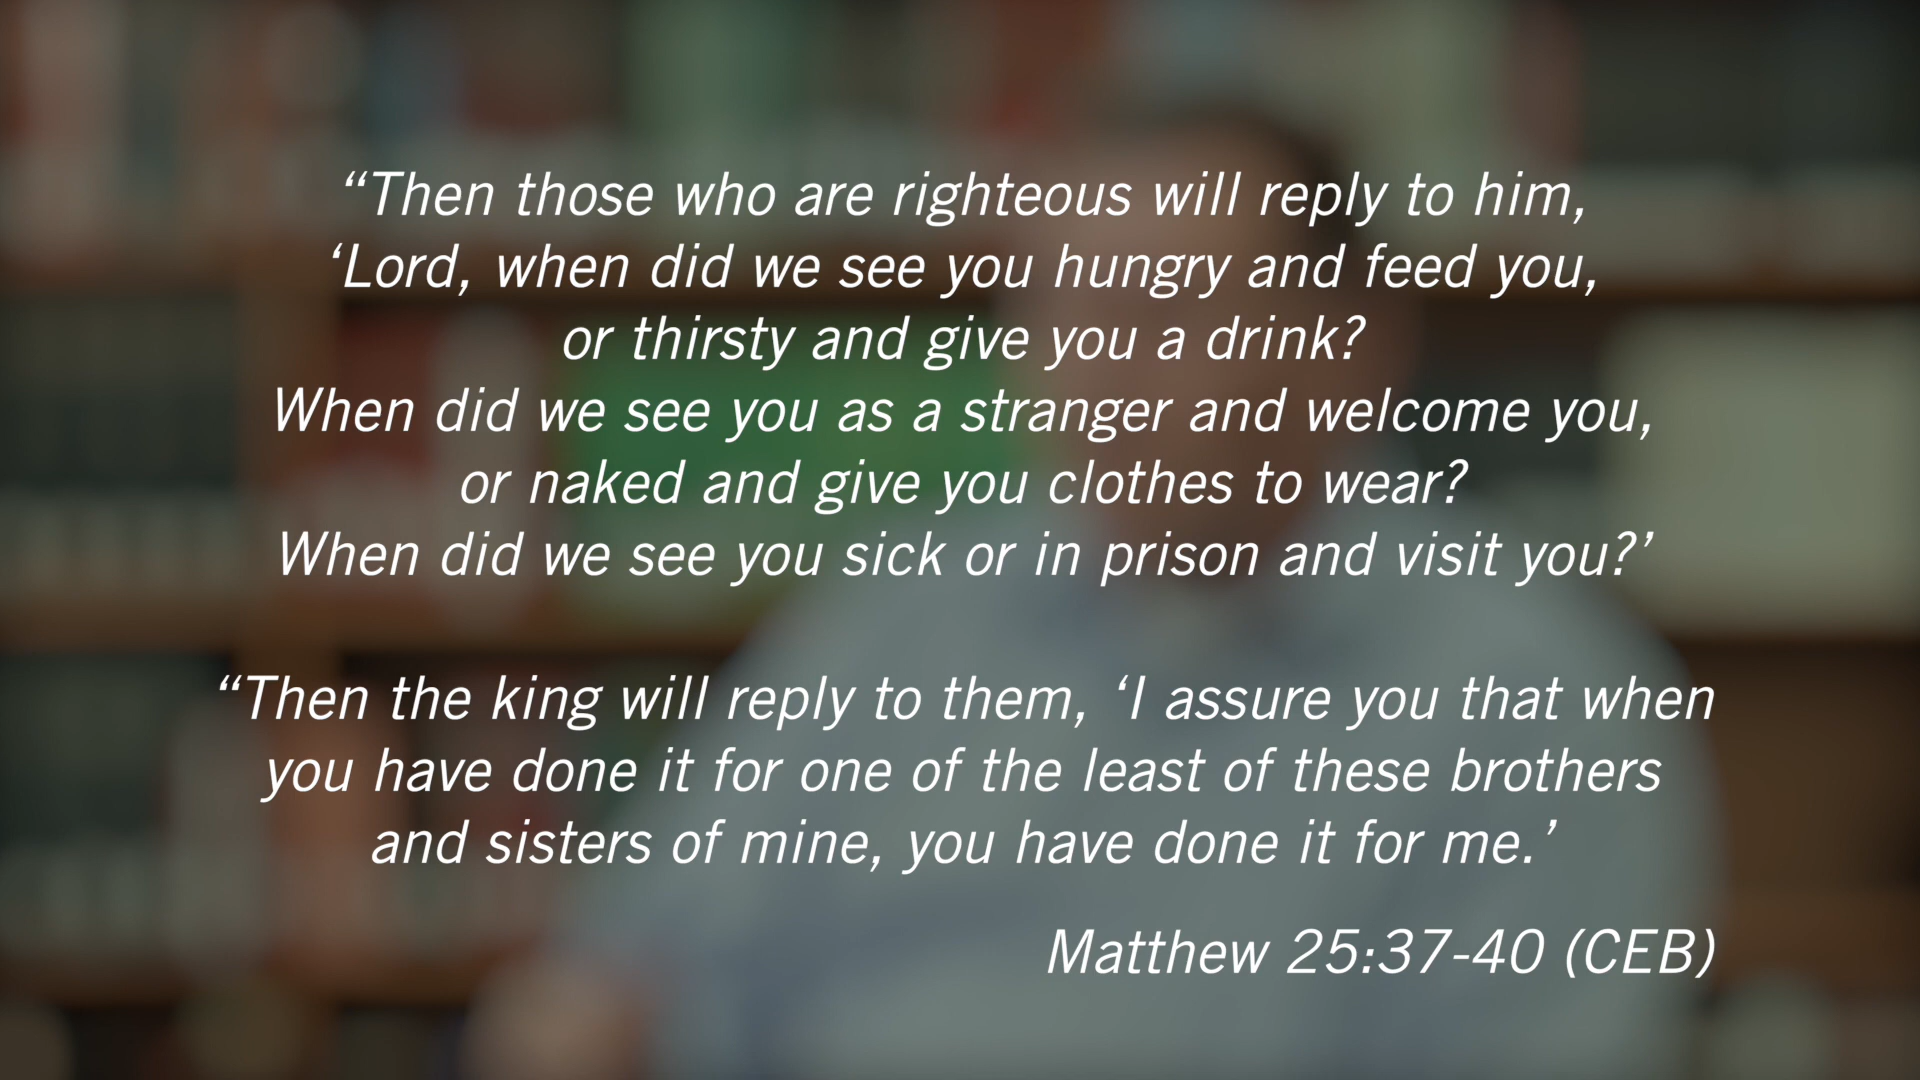 “Then those who are righteous will reply to him,
‘Lord, when did we see you hungry and feed you,
or thirsty and give you a drink?
When did we see you as a stranger and welcome you,
or naked and give you clothes to wear?
When did we see you sick or in prison and visit you?’
“Then the king will reply to them, ‘I assure you that when
you have done it for one of the least of these brothers
and sisters of mine, you have done it for me.’
Matthew 25:37-40 (CEB)